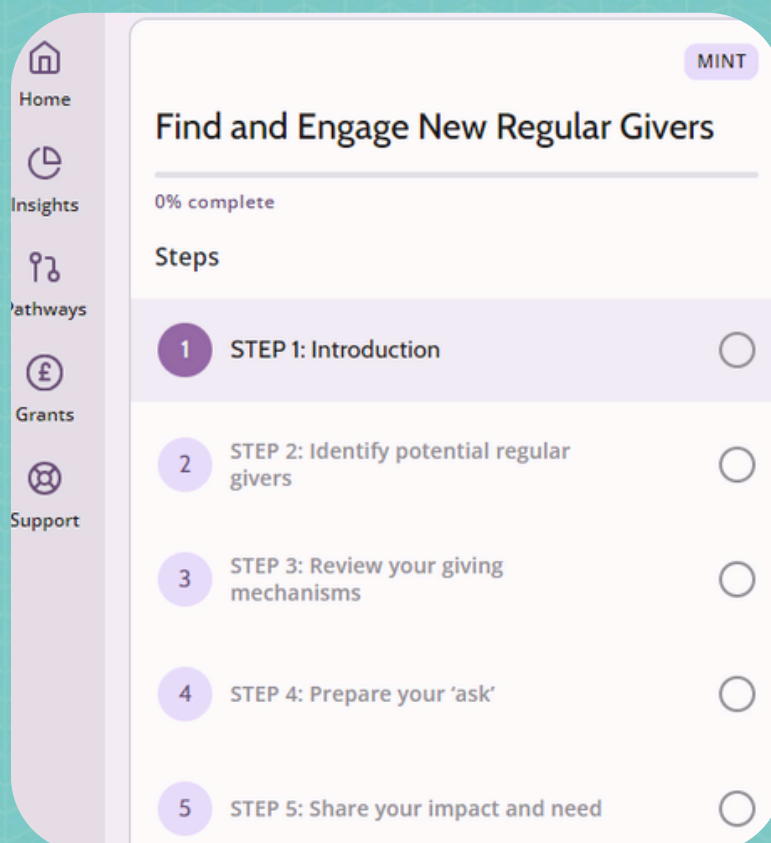 Home
Insights
Pathways
Grants
Support
MINT
Find and Engage New Regular Givers
0% complete
Steps
1
STEP 1: Introduction
2
STEP 2: Identify potential regular
givers
3
STEP 3: Review your giving
mechanisms
4
STEP 4: Prepare your ‘ask’
5
STEP 5: Share your impact and need